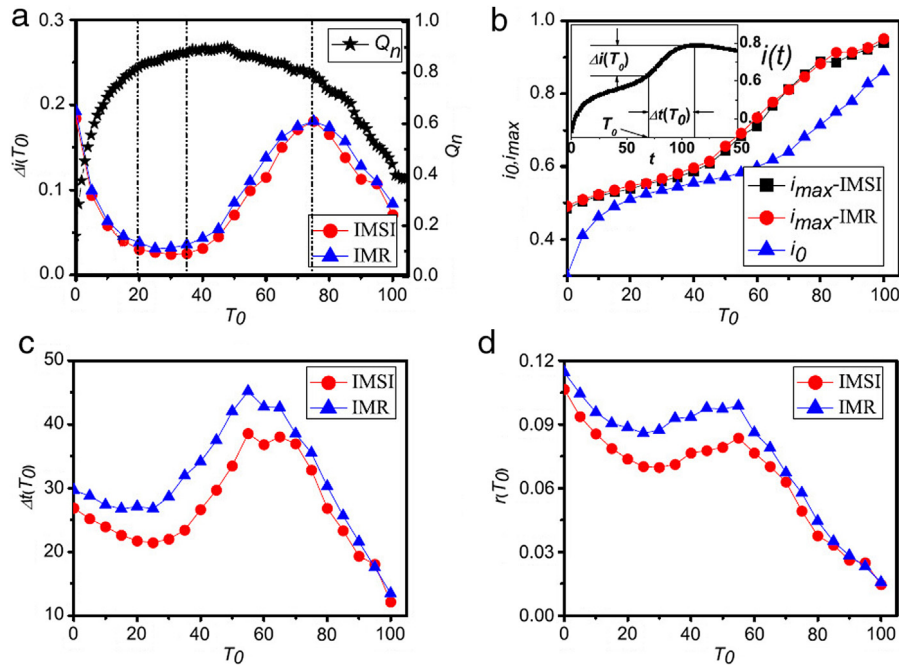 a
Δi(T₀)
0.3
0.2
0.1
0.0
Qₙ
1.0
0.8
0.6
0.4
0.2
0.0
Qₙ
IMSI
IMR
0 20 40 60 80 100
T₀
b
i₀,iₘₐₓ
1.0
0.8
0.6
0.4
Δi(T₀)
Δt(T₀)
T₀
i(t)
0.8
0.6
0.4
0 50 100 150
t
iₘₐₓ-IMSI
iₘₐₓ-IMR
i₀
0 20 40 60 80 100
T₀
c
Δt(T₀)
50
40
30
20
10
IMSI
IMR
0 20 40 60 80 100
T₀
d
r(T₀)
0.12
0.09
0.06
0.03
0.00
IMSI
IMR
0 20 40 60 80 100
T₀